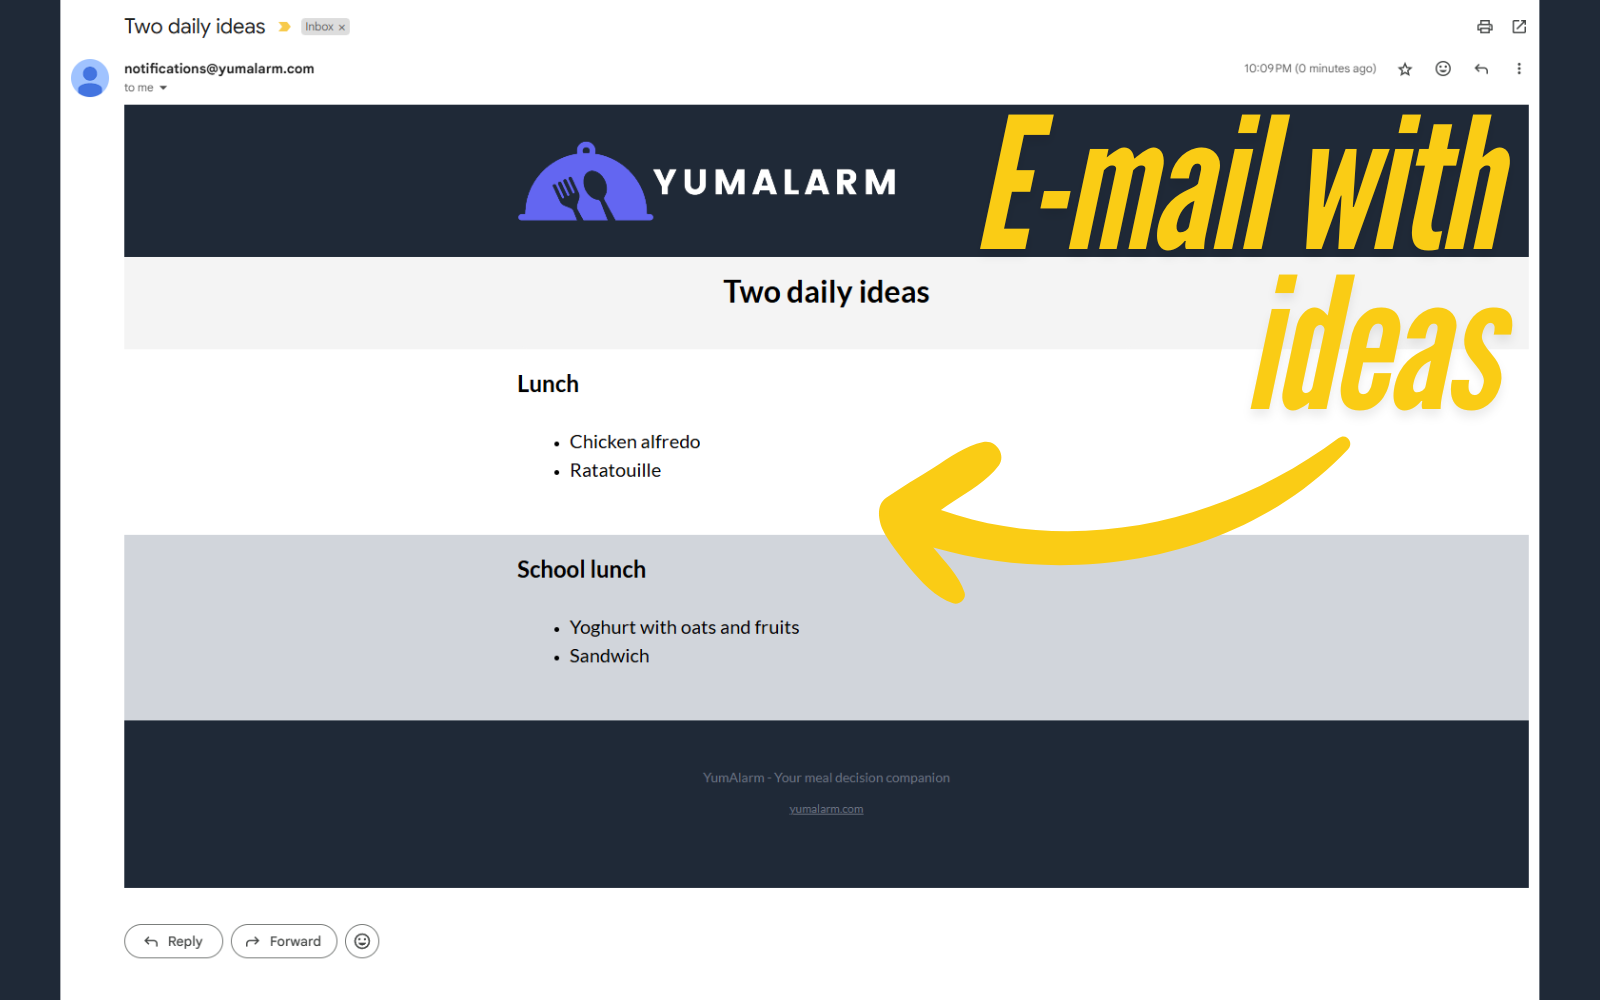 Two daily ideas
Inbox ×
notifications@yumalarm.com
10:09 PM (0 minutes ago)
to me
YUMALARM
E-mail with
ideas
Two daily ideas
Lunch
• Chicken alfredo
• Ratatouille
School lunch
• Yoghurt with oats and fruits
• Sandwich
YumAlarm - Your meal decision companion
yumalarm.com
Reply
Forward